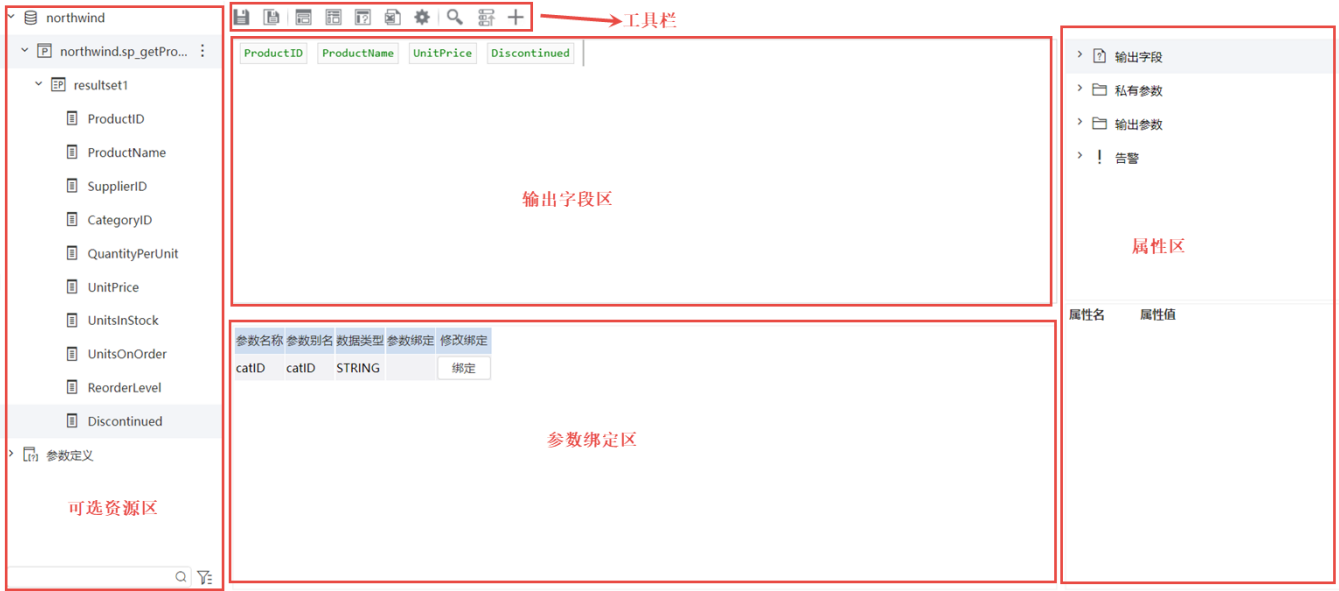 northwind
northwind.sp_getPro...
resultset1
ProductID
ProductName
SupplierID
CategoryID
QuantityPerUnit
UnitPrice
UnitsInStock
UnitsOnOrder
ReorderLevel
Discontinued
参数定义
可选资源区
工具栏
ProductID ProductName UnitPrice Discontinued
输出字段区
参数名称 参数别名 数据类型 参数绑定 修改绑定
catID catID STRING 绑定
参数绑定区
输出字段
私有参数
输出参数
告警
属性区
属性名 属性值